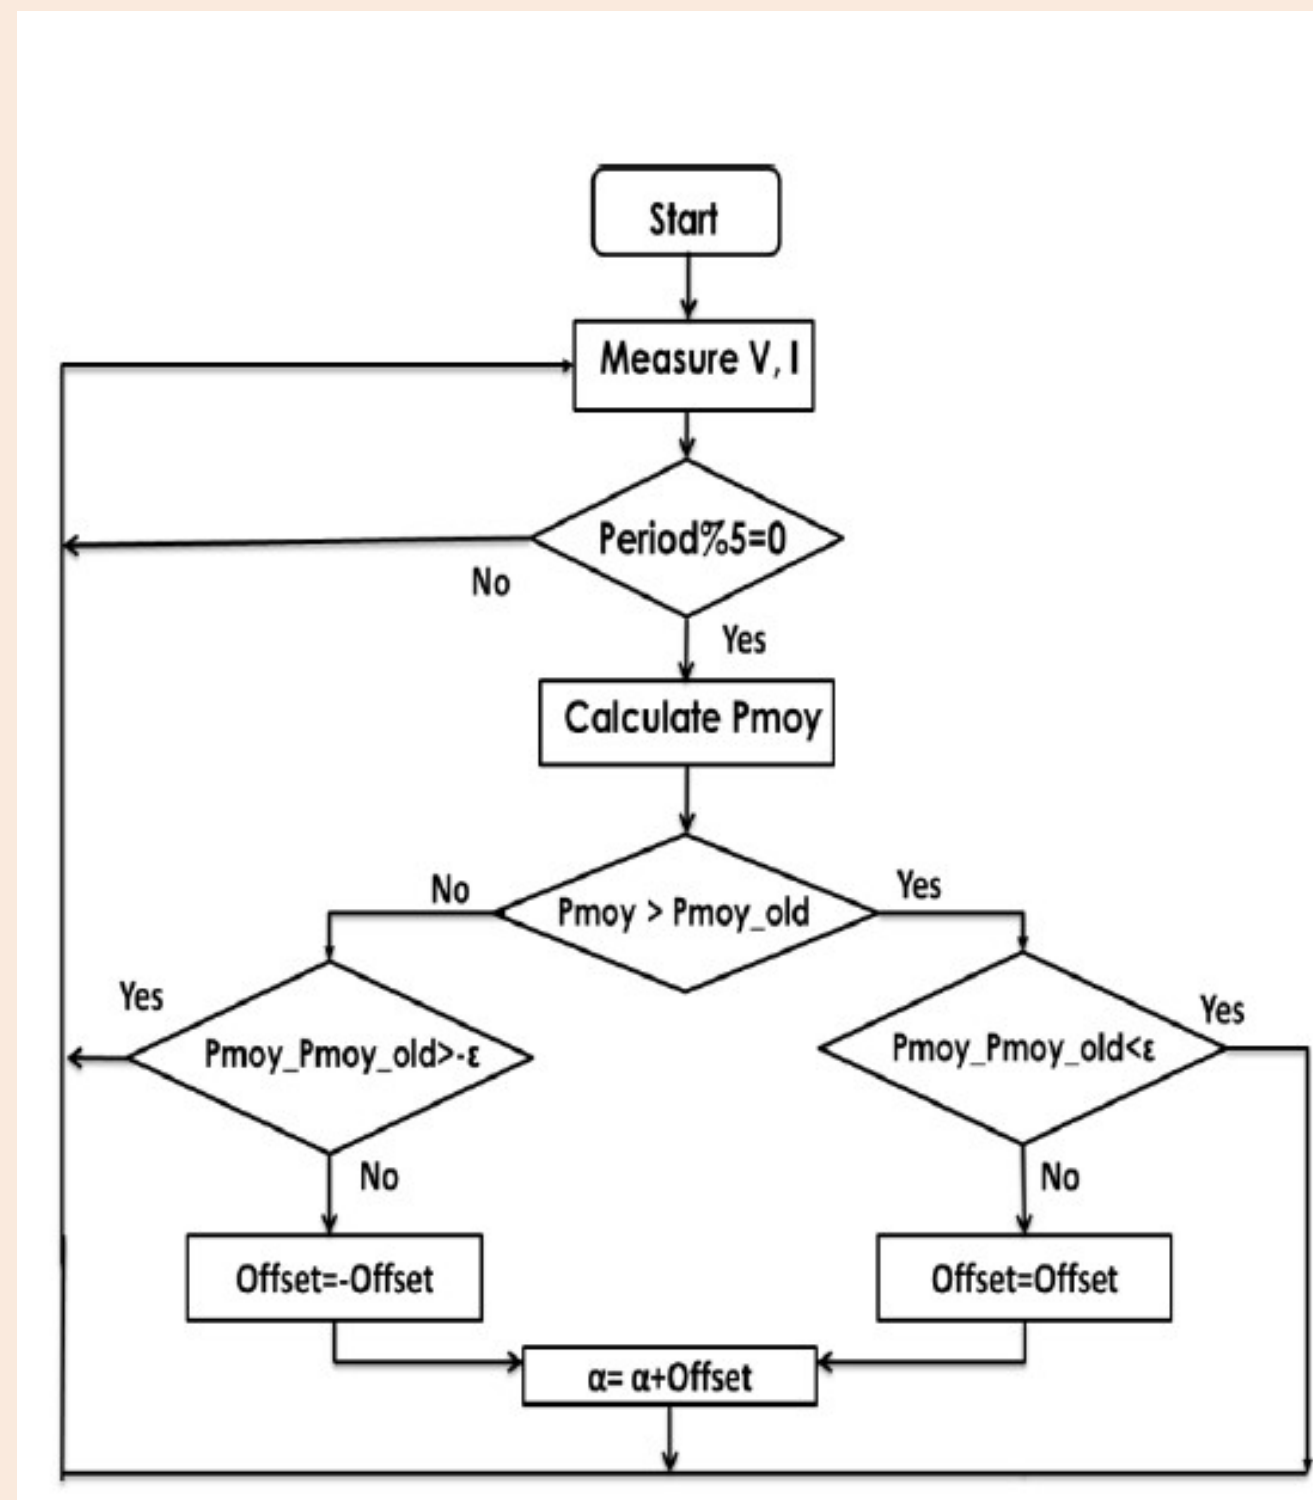 Start
Measure V, I
Period%5=0
No
Yes
Calculate Pmoy
No
Yes
Pmoy > Pmoy_old
Yes
Pmoy_Pmoy_old>-ε
Yes
Pmoy_Pmoy_old<ε
No
No
Offset=-Offset
Offset=Offset
α= α+Offset